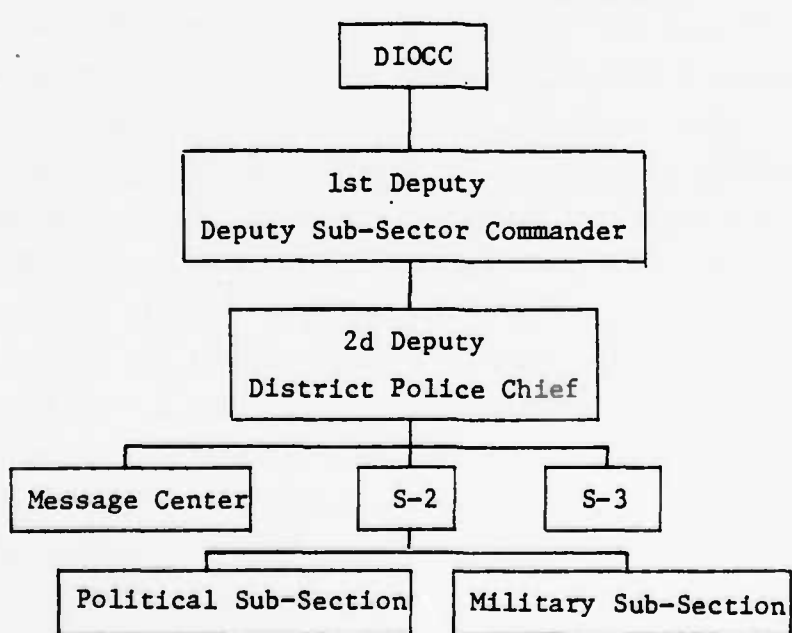 DIOCC
1st Deputy
Deputy Sub-Sector Commander
2d Deputy
District Police Chief
Message Center
S-2
S-3
Political Sub-Section
Military Sub-Section